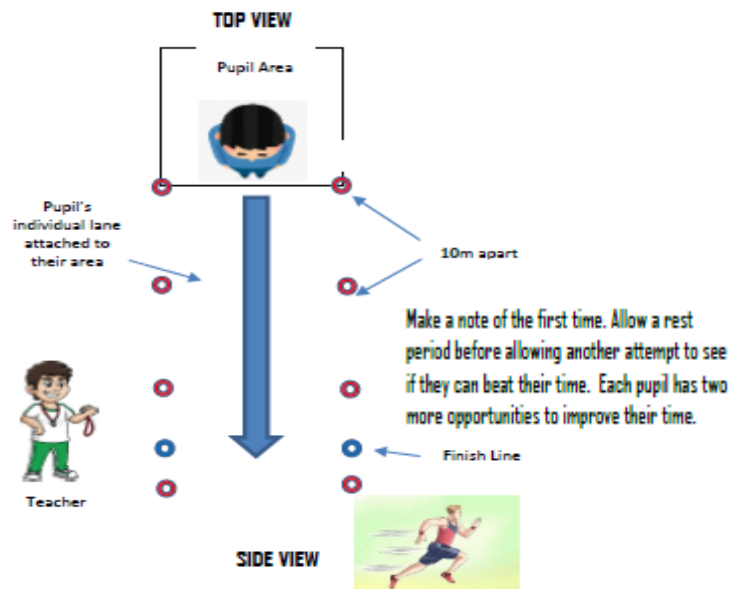 TOP VIEW
Pupil Area
Pupil's
individual lane
attached to
their area
10m apart
Make a note of the first time. Allow a rest
period before allowing another attempt to see
if they can beat their time. Each pupil has two
more opportunities to improve their time.
Finish Line
Teacher
SIDE VIEW